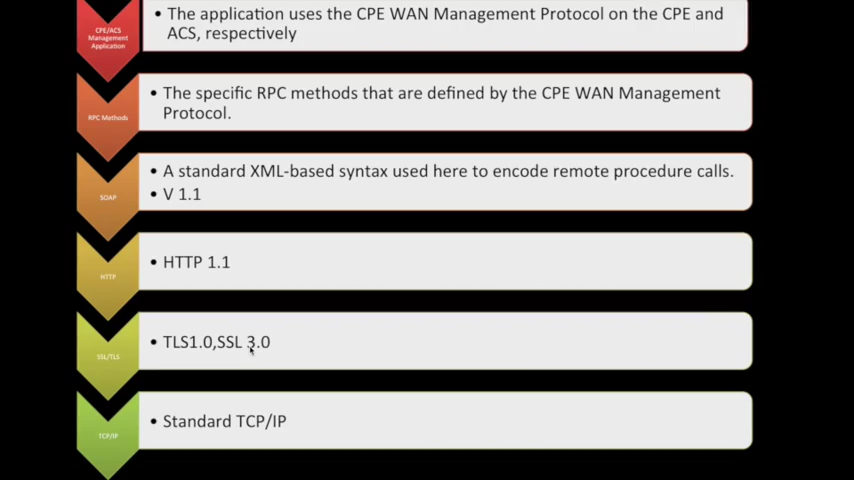 CPE/ACS
Management
Application
• The application uses the CPE WAN Management Protocol on the CPE and
ACS, respectively
RPC Methods
• The specific RPC methods that are defined by the CPE WAN Management
Protocol.
SOAP
• A standard XML-based syntax used here to encode remote procedure calls.
• V 1.1
HTTP
• HTTP 1.1
SSL/TLS
• TLS1.0,SSL 3.0
TCP/IP
• Standard TCP/IP